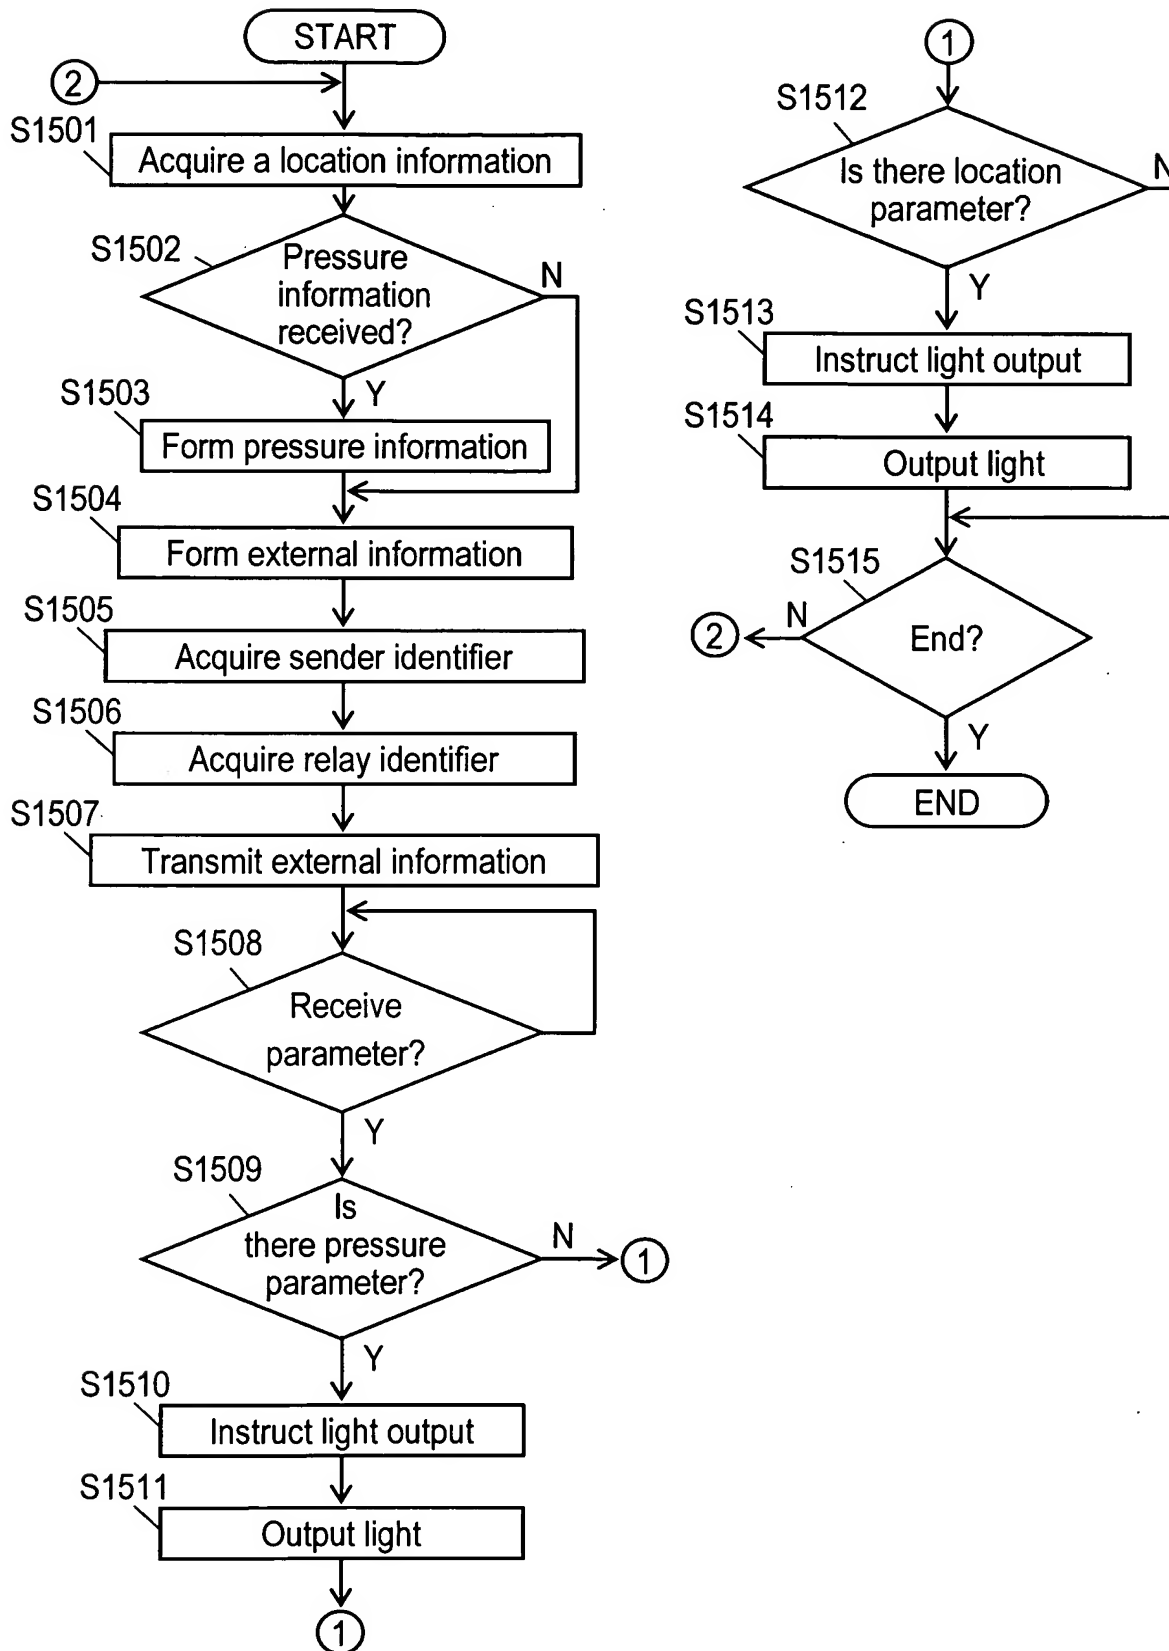 START
2
S1501
Acquire a location information
S1502
Pressure
information
received?
N
Y
S1503
Form pressure information
S1504
Form external information
S1505
Acquire sender identifier
S1506
Acquire relay identifier
S1507
Transmit external information
S1508
Receive
parameter?
Y
S1509
Is
there pressure
parameter?
N
1
Y
S1510
Instruct light output
S1511
Output light
1
1
S1512
Is there location
parameter?
N
Y
S1513
Instruct light output
S1514
Output light
S1515
End?
N
2
Y
END